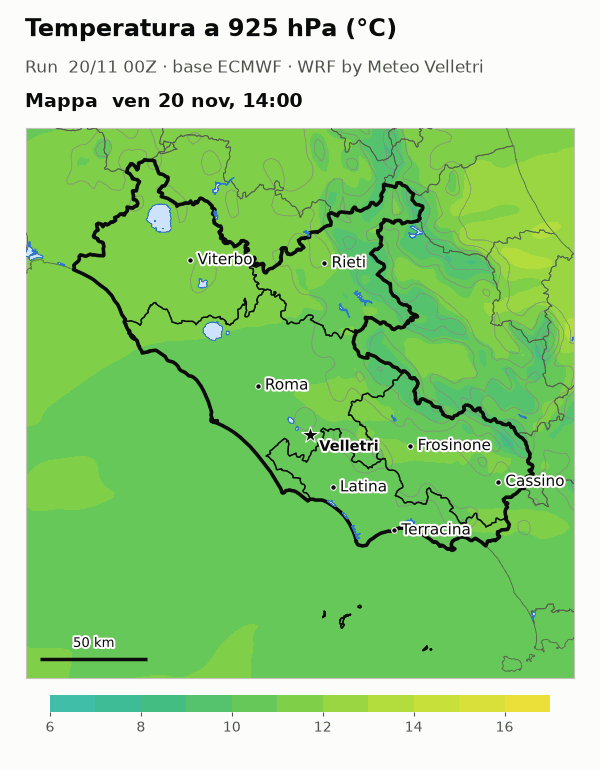 Temperatura a 925 hPa (°C)
Run  20/11 00Z · base ECMWF · WRF by Meteo Velletri
Mappa  ven 20 nov, 14:00
Viterbo
Rieti
Roma
Velletri
Frosinone
Cassino
Latina
Terracina
50 km
6 8 10 12 14 16